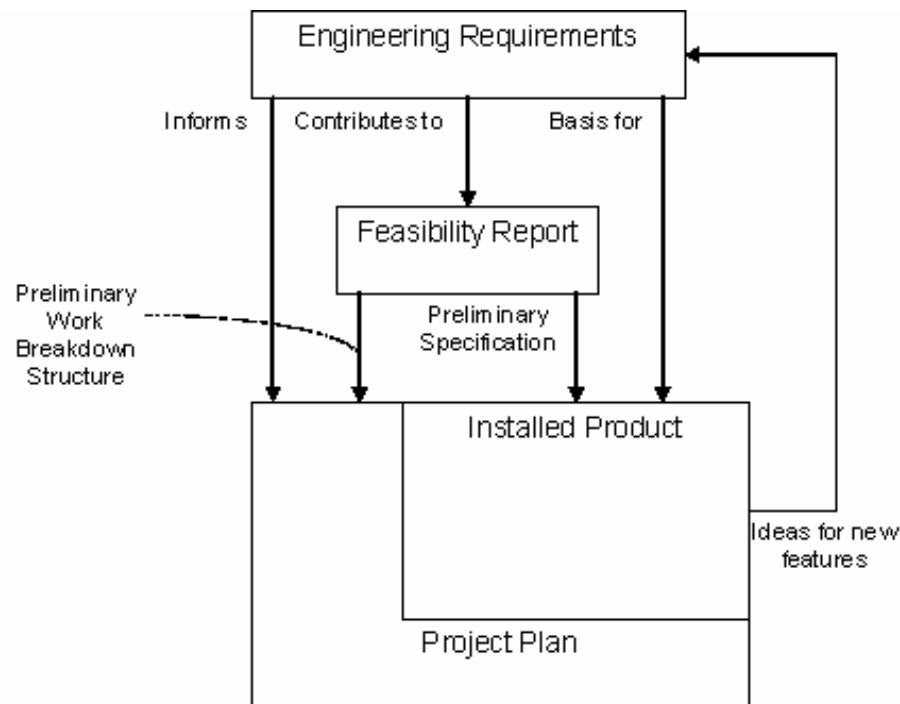 Engineering Requirements
Informs
Contributes to
Basis for
Feasibility Report
Preliminary
Work
Breakdown
Structure
Preliminary
Specification
Installed Product
Ideas for new
features
Project Plan